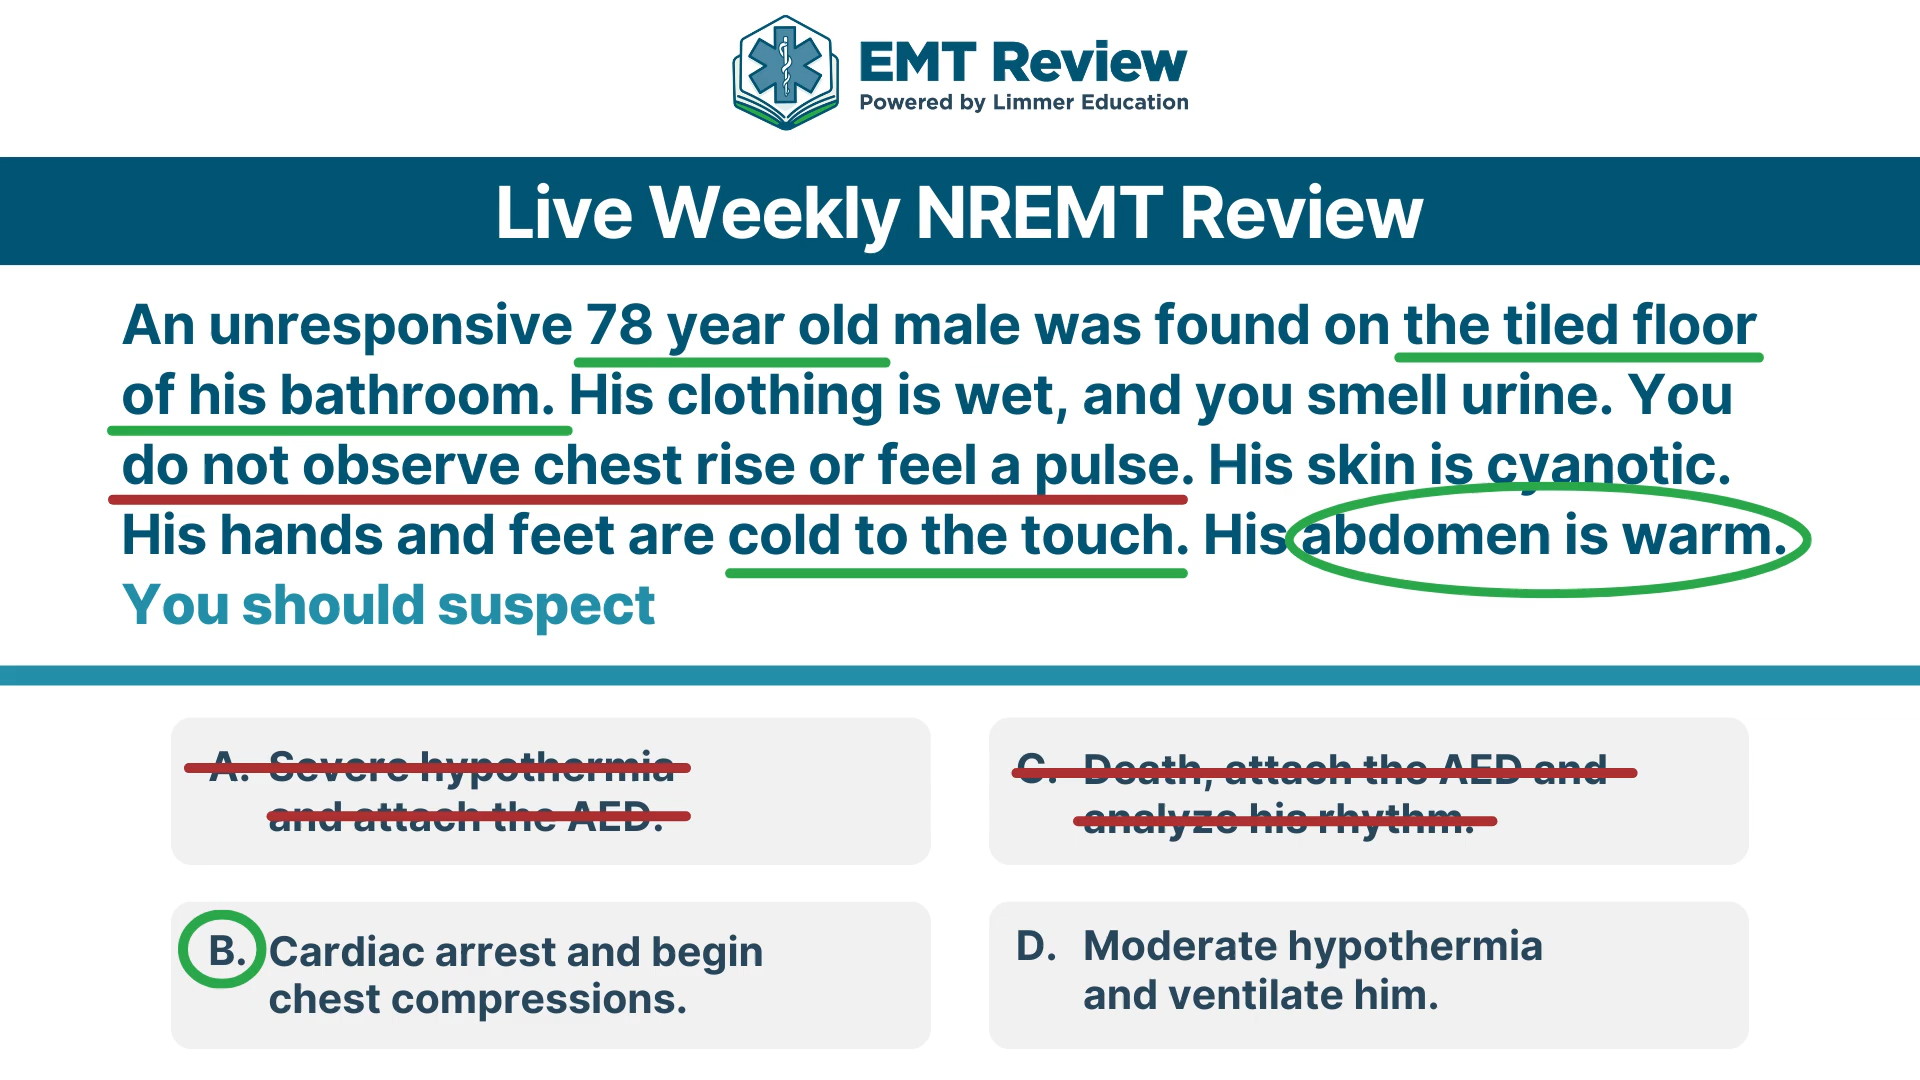 EMT Review
Powered by Limmer Education
Live Weekly NREMT Review
An unresponsive 78 year old male was found on the tiled floor
of his bathroom. His clothing is wet, and you smell urine. You
do not observe chest rise or feel a pulse. His skin is cyanotic.
His hands and feet are cold to the touch. His abdomen is warm.
You should suspect
A. Severe hypothermia
and attach the AED.
B. Cardiac arrest and begin
chest compressions.
C. Death, attach the AED and
analyze his rhythm.
D. Moderate hypothermia
and ventilate him.